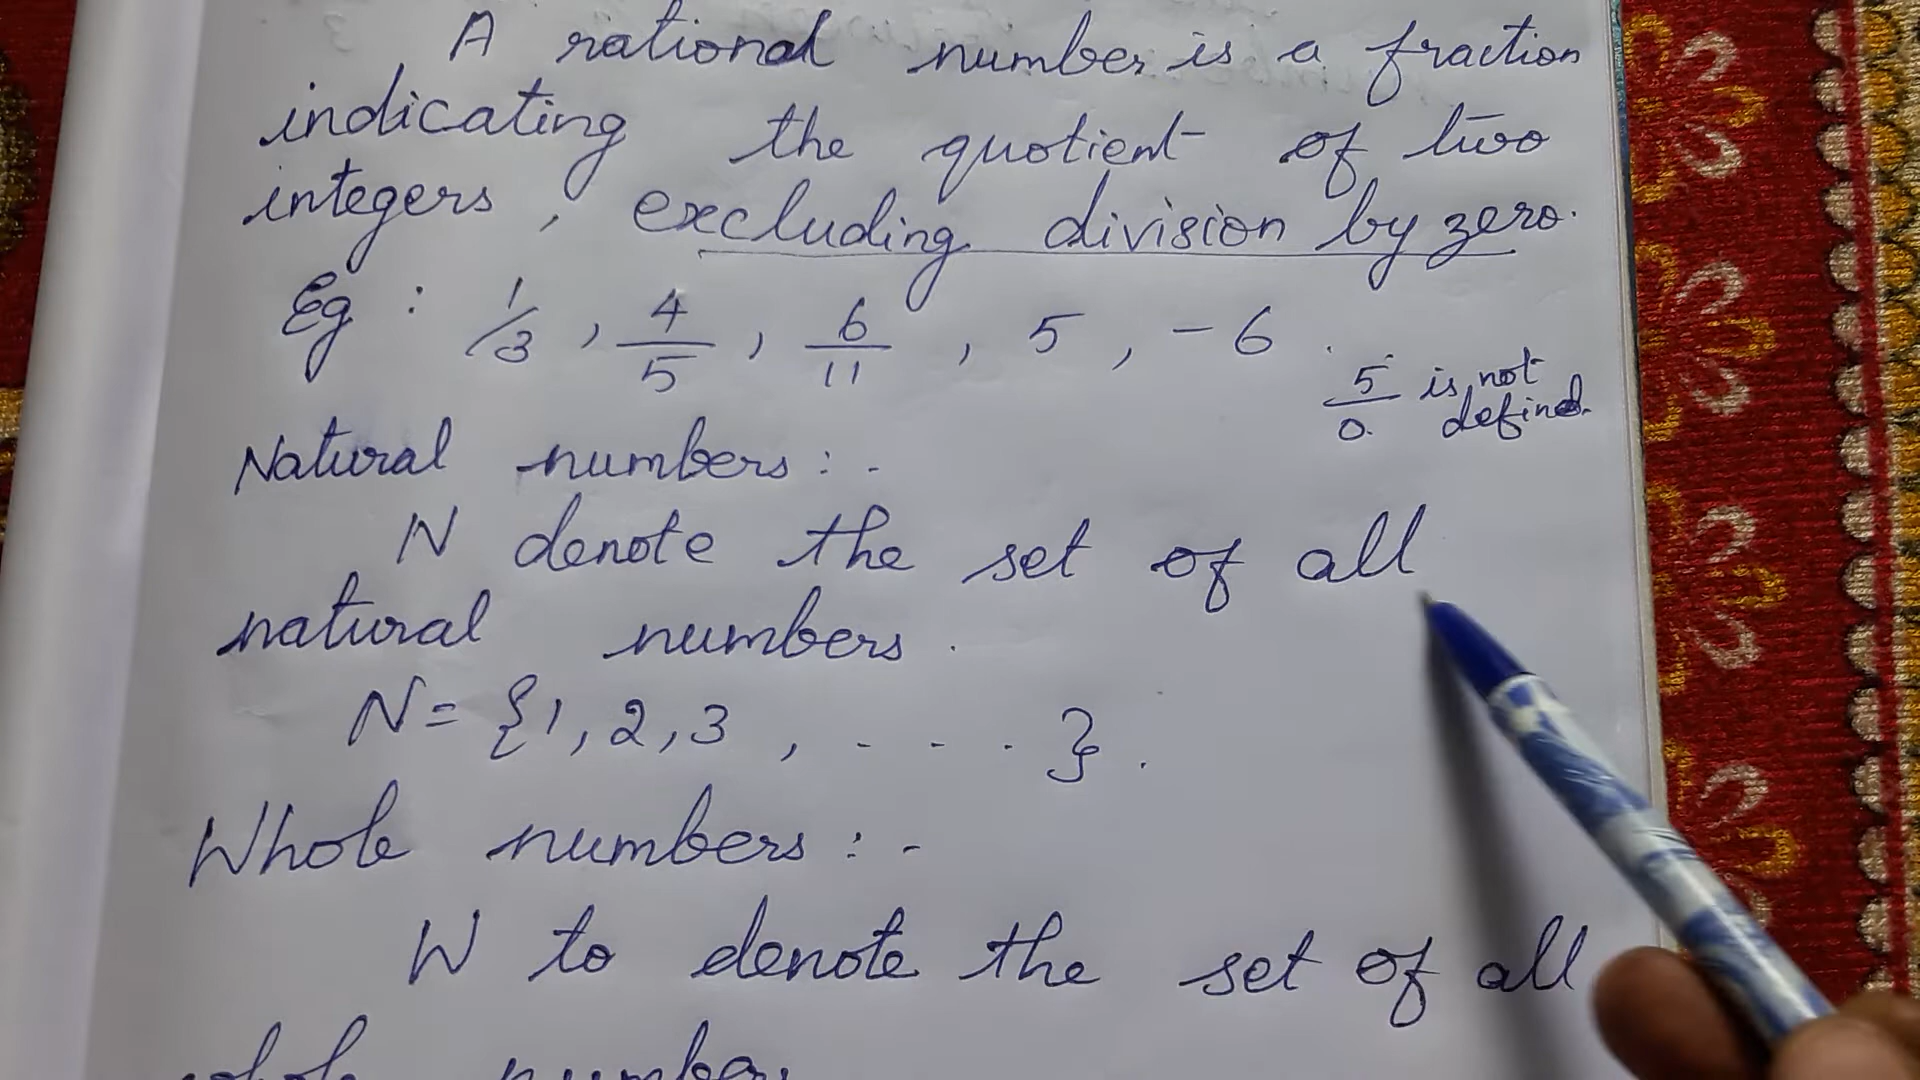 A rational number is a fraction
indicating the quotient of two
integers, excluding division by zero.
Eg : 1/3, 4/5, 6/11, 5, -6.
5/0 is not
defined.
Natural numbers:-
N denote the set of all
natural numbers.
N = {1, 2, 3, . . . }.
Whole numbers:-
W to denote the set of all
whole numbers